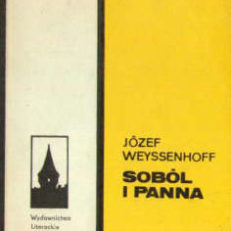 JÓZEF
WEYSSENHOFF
SOBÓL
I PANNA
Wydawnictwo
Literackie